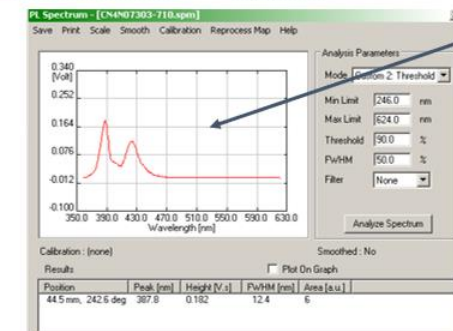 PL Spectrum - [CN4N07303-710.spm]
Save Print Scale Smooth Calibration Reprocess Map Help
0.340
[Volt]
0.252
0.164
0.076
-0.012
-0.100
350.0 390.0 430.0 470.0 510.0 550.0 590.0 630.0
Wavelength [nm]
Analysis Parameters
Mode Custom 2: Threshold
Min Limit 246.0 nm
Max Limit 624.0 nm
Threshold 90.0 %
FWHM 50.0 %
Filter None
Analyze Spectrum
Calibration : (none) Smoothed : No
Results Plot On Graph
Position Peak [nm] Height [V.s] FWHM [nm] Area [a.u.]
44.5 mm, 242.6 deg 387.8 0.182 12.4 6